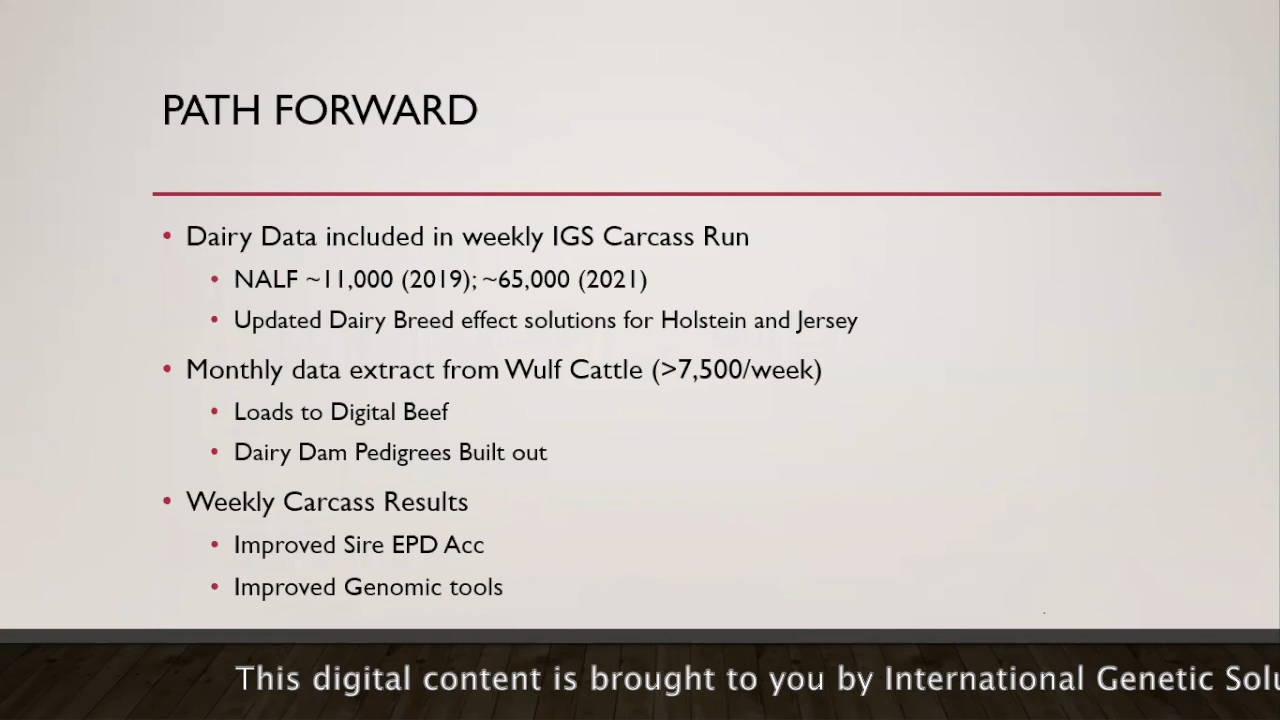 PATH FORWARD
• Dairy Data included in weekly IGS Carcass Run
• NALF ~11,000 (2019); ~65,000 (2021)
• Updated Dairy Breed effect solutions for Holstein and Jersey
• Monthly data extract from Wulf Cattle (>7,500/week)
• Loads to Digital Beef
• Dairy Dam Pedigrees Built out
• Weekly Carcass Results
• Improved Sire EPD Acc
• Improved Genomic tools
This digital content is brought to you by International Genetic Solu